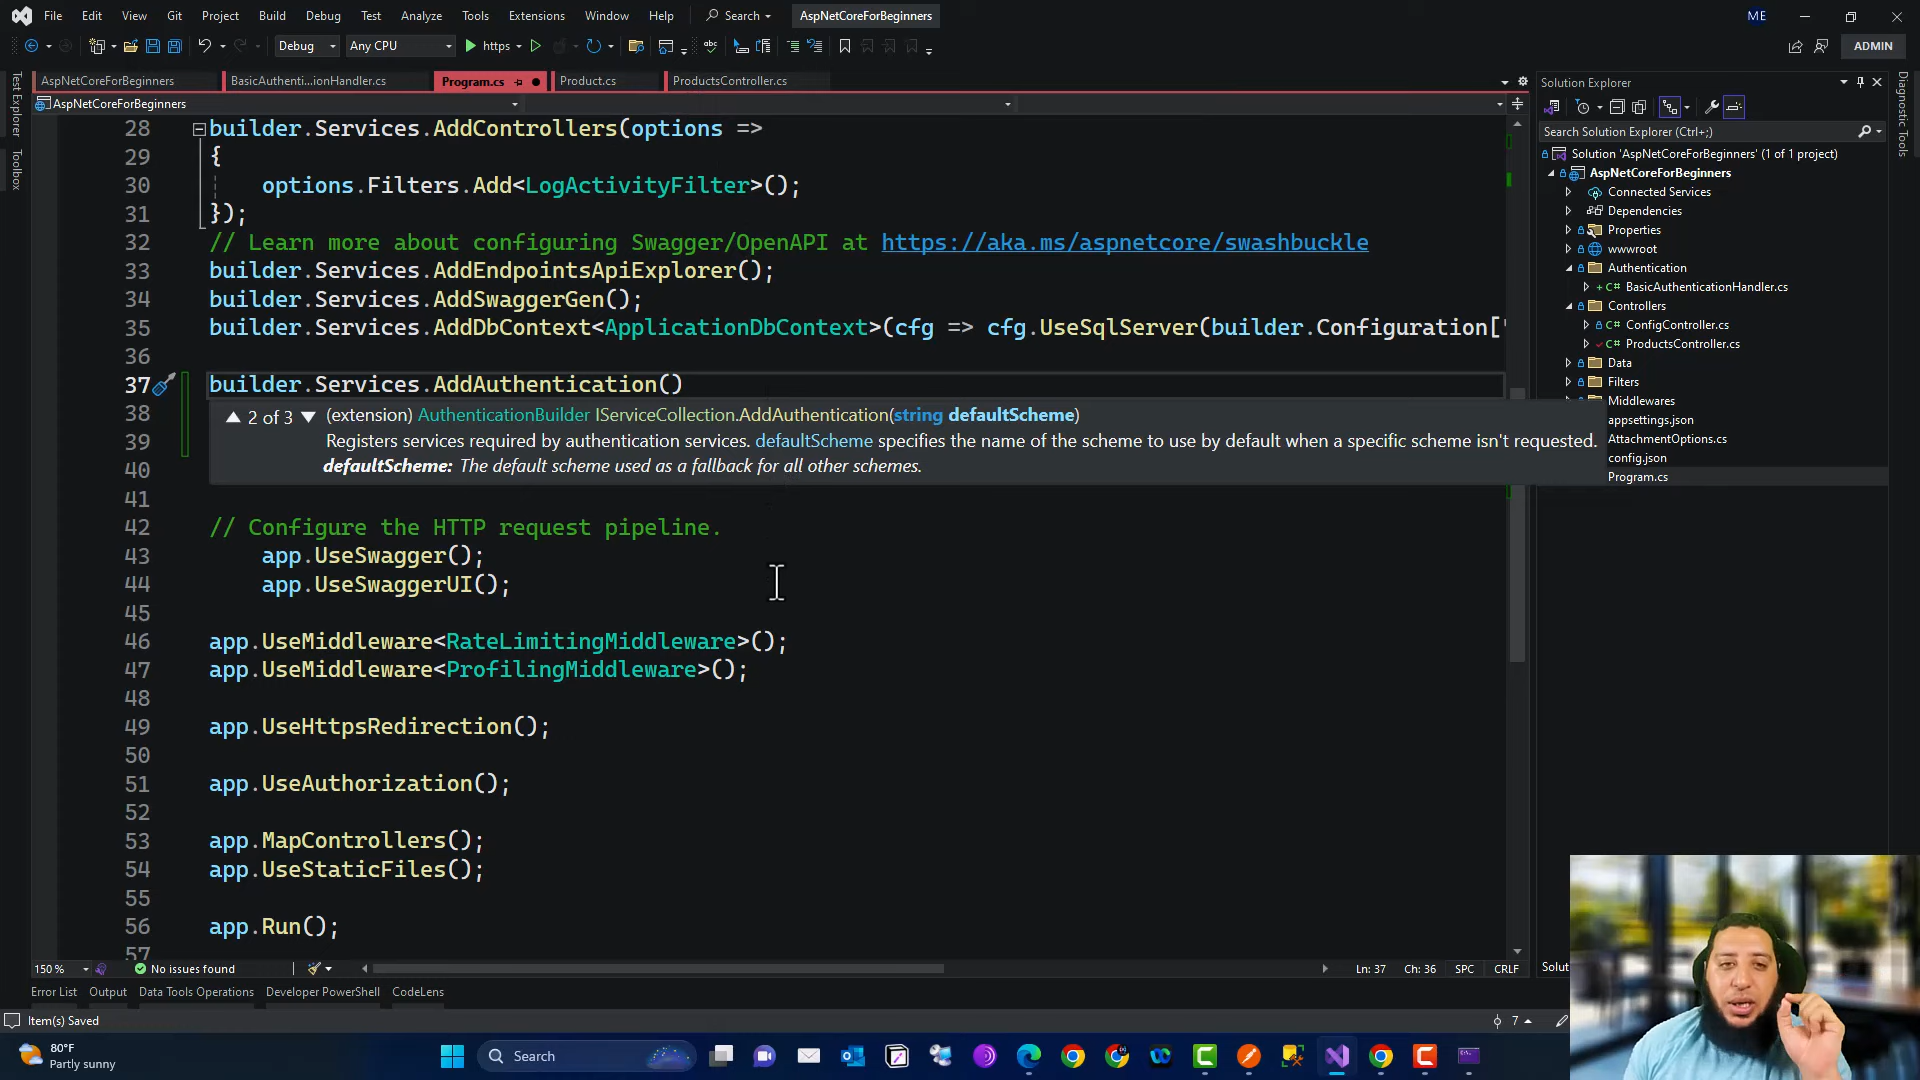 File Edit View Git Project Build Debug Test Analyze Tools Extensions Window Help Search AspNetCoreForBeginners ME
Debug Any CPU https ADMIN
AspNetCoreForBeginners BasicAuthenti...ionHandler.cs Program.cs Product.cs ProductsController.cs
AspNetCoreForBeginners
Test Explorer
Toolbox
28 builder.Services.AddControllers(options =>
29 {
30 options.Filters.Add<LogActivityFilter>();
31 });
32 // Learn more about configuring Swagger/OpenAPI at https://aka.ms/aspnetcore/swashbuckle
33 builder.Services.AddEndpointsApiExplorer();
34 builder.Services.AddSwaggerGen();
35 builder.Services.AddDbContext<ApplicationDbContext>(cfg => cfg.UseSqlServer(builder.Configuration["
36
37 builder.Services.AddAuthentication()
38 2 of 3 (extension) AuthenticationBuilder IServiceCollection.AddAuthentication(string defaultScheme)
39 Registers services required by authentication services. defaultScheme specifies the name of the scheme to use by default when a specific scheme isn't requested.
defaultScheme: The default scheme used as a fallback for all other schemes.
40
41
42 // Configure the HTTP request pipeline.
43 app.UseSwagger();
44 app.UseSwaggerUI();
45
46 app.UseMiddleware<RateLimitingMiddleware>();
47 app.UseMiddleware<ProfilingMiddleware>();
48
49 app.UseHttpsRedirection();
50
51 app.UseAuthorization();
52
53 app.MapControllers();
54 app.UseStaticFiles();
55
56 app.Run();
57
150 % No issues found Ln: 37 Ch: 36 SPC CRLF
Solution Explorer
Search Solution Explorer (Ctrl+;)
Solution 'AspNetCoreForBeginners' (1 of 1 project)
AspNetCoreForBeginners
Connected Services
Dependencies
Properties
wwwroot
Authentication
BasicAuthenticationHandler.cs
Controllers
ConfigController.cs
ProductsController.cs
Data
Filters
Middlewares
appsettings.json
AttachmentOptions.cs
config.json
Program.cs
Diagnostic Tools
Solut
Error List Output Data Tools Operations Developer PowerShell CodeLens
Item(s) Saved 7
80°F
Partly sunny
Search